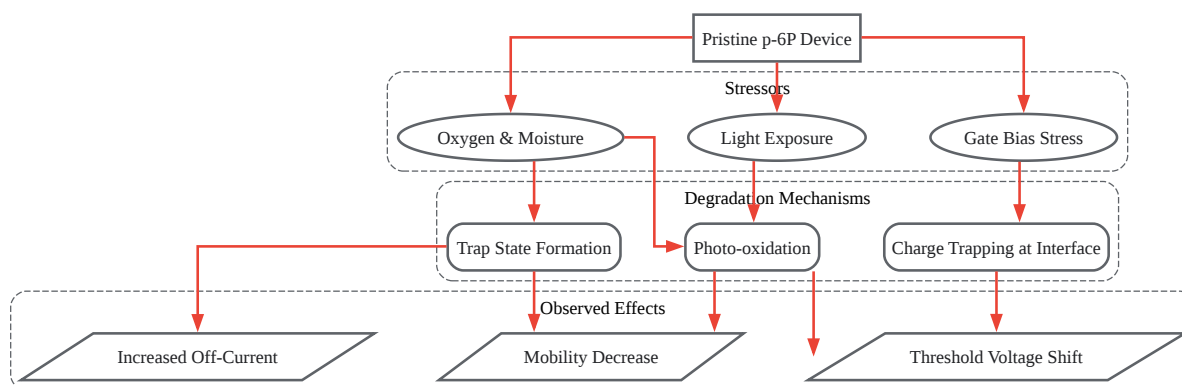 Pristine p-6P Device
Stressors
Oxygen & Moisture
Light Exposure
Gate Bias Stress
Degradation Mechanisms
Trap State Formation
Photo-oxidation
Charge Trapping at Interface
Observed Effects
Increased Off-Current
Mobility Decrease
Threshold Voltage Shift